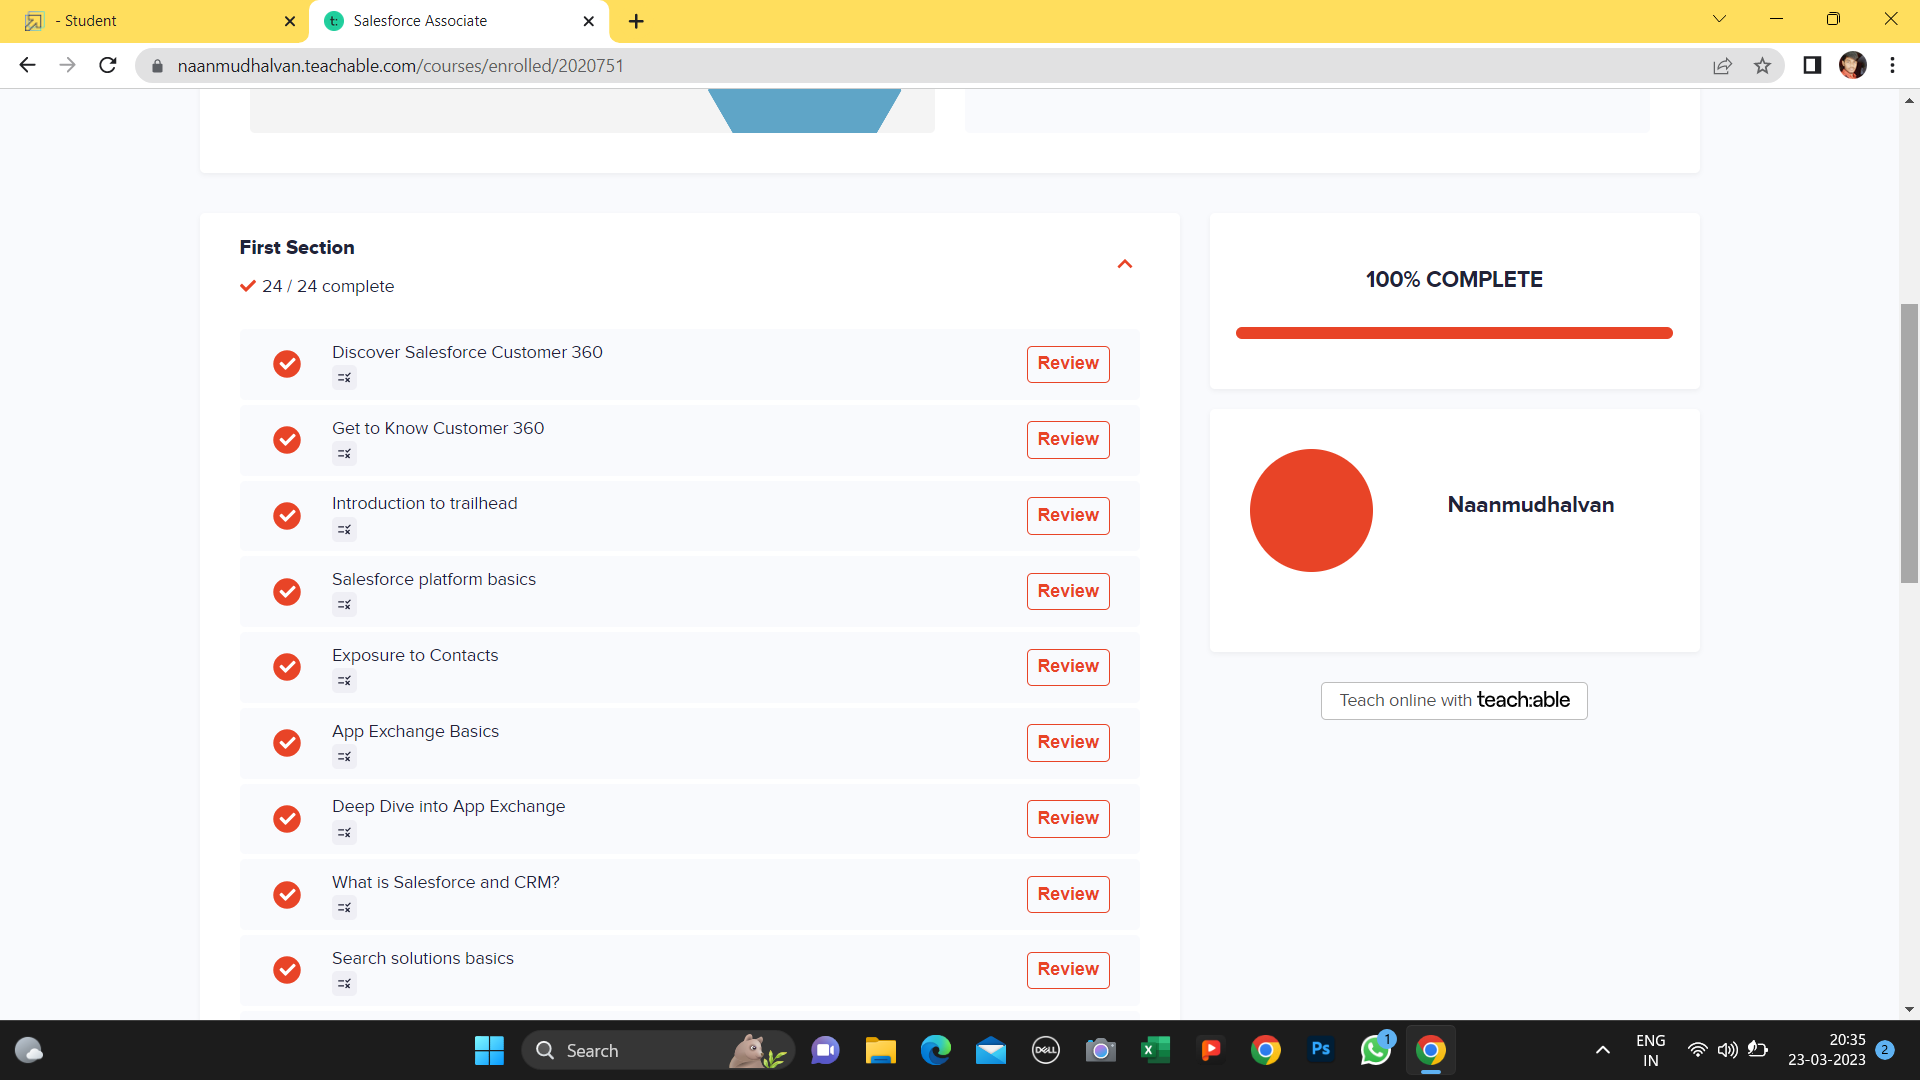 - Student
Salesforce Associate
naanmudhalvan.teachable.com/courses/enrolled/2020751
First Section
24 / 24 complete
Discover Salesforce Customer 360
Review
Get to Know Customer 360
Review
Introduction to trailhead
Review
Salesforce platform basics
Review
Exposure to Contacts
Review
App Exchange Basics
Review
Deep Dive into App Exchange
Review
What is Salesforce and CRM?
Review
Search solutions basics
Review
100% COMPLETE
Naanmudhalvan
Teach online with teach:able
Search
DELL
Ps
1
ENG
IN
20:35
23-03-2023
2